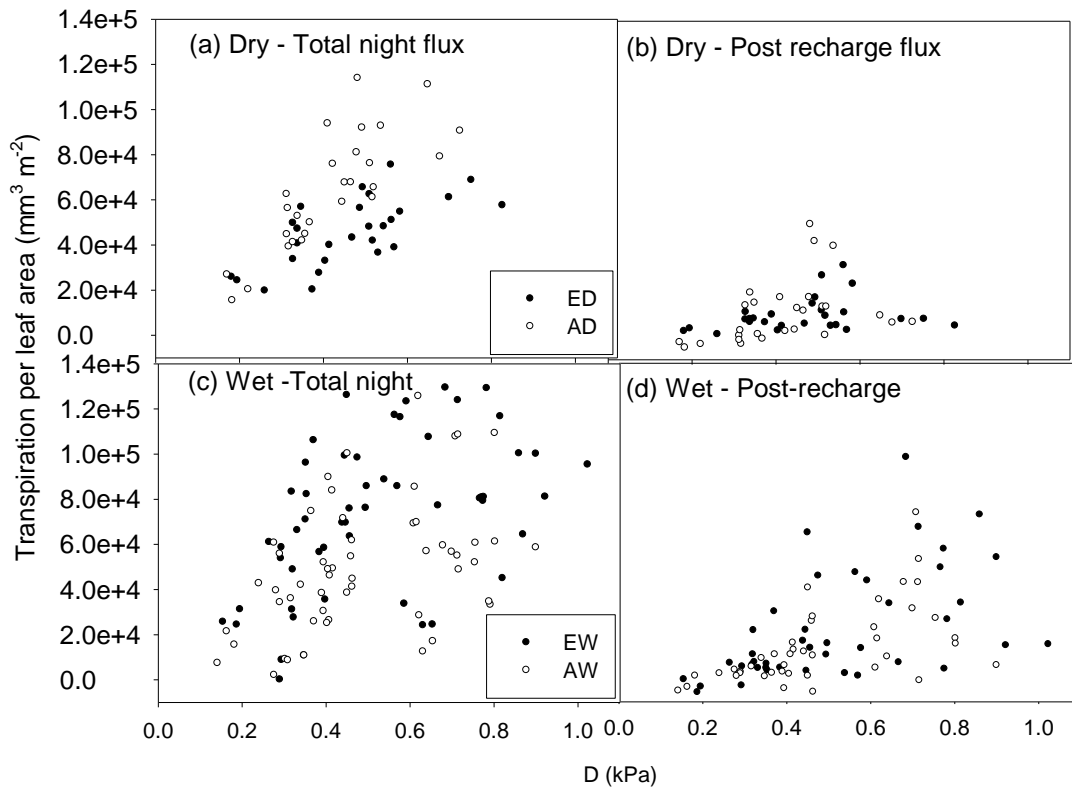 1.4e+5
(a) Dry - Total night flux
(b) Dry - Post recharge flux
1.2e+5
1.0e+5
8.0e+4
6.0e+4
4.0e+4
2.0e+4
0.0
ED
AD
Transpiration per leaf area (mm³ m⁻²)
1.4e+5
(c) Wet -Total night
(d) Wet - Post-recharge
1.2e+5
1.0e+5
8.0e+4
6.0e+4
4.0e+4
2.0e+4
0.0
EW
AW
0.0 0.2 0.4 0.6 0.8 1.0
0.0 0.2 0.4 0.6 0.8 1.0
D (kPa)